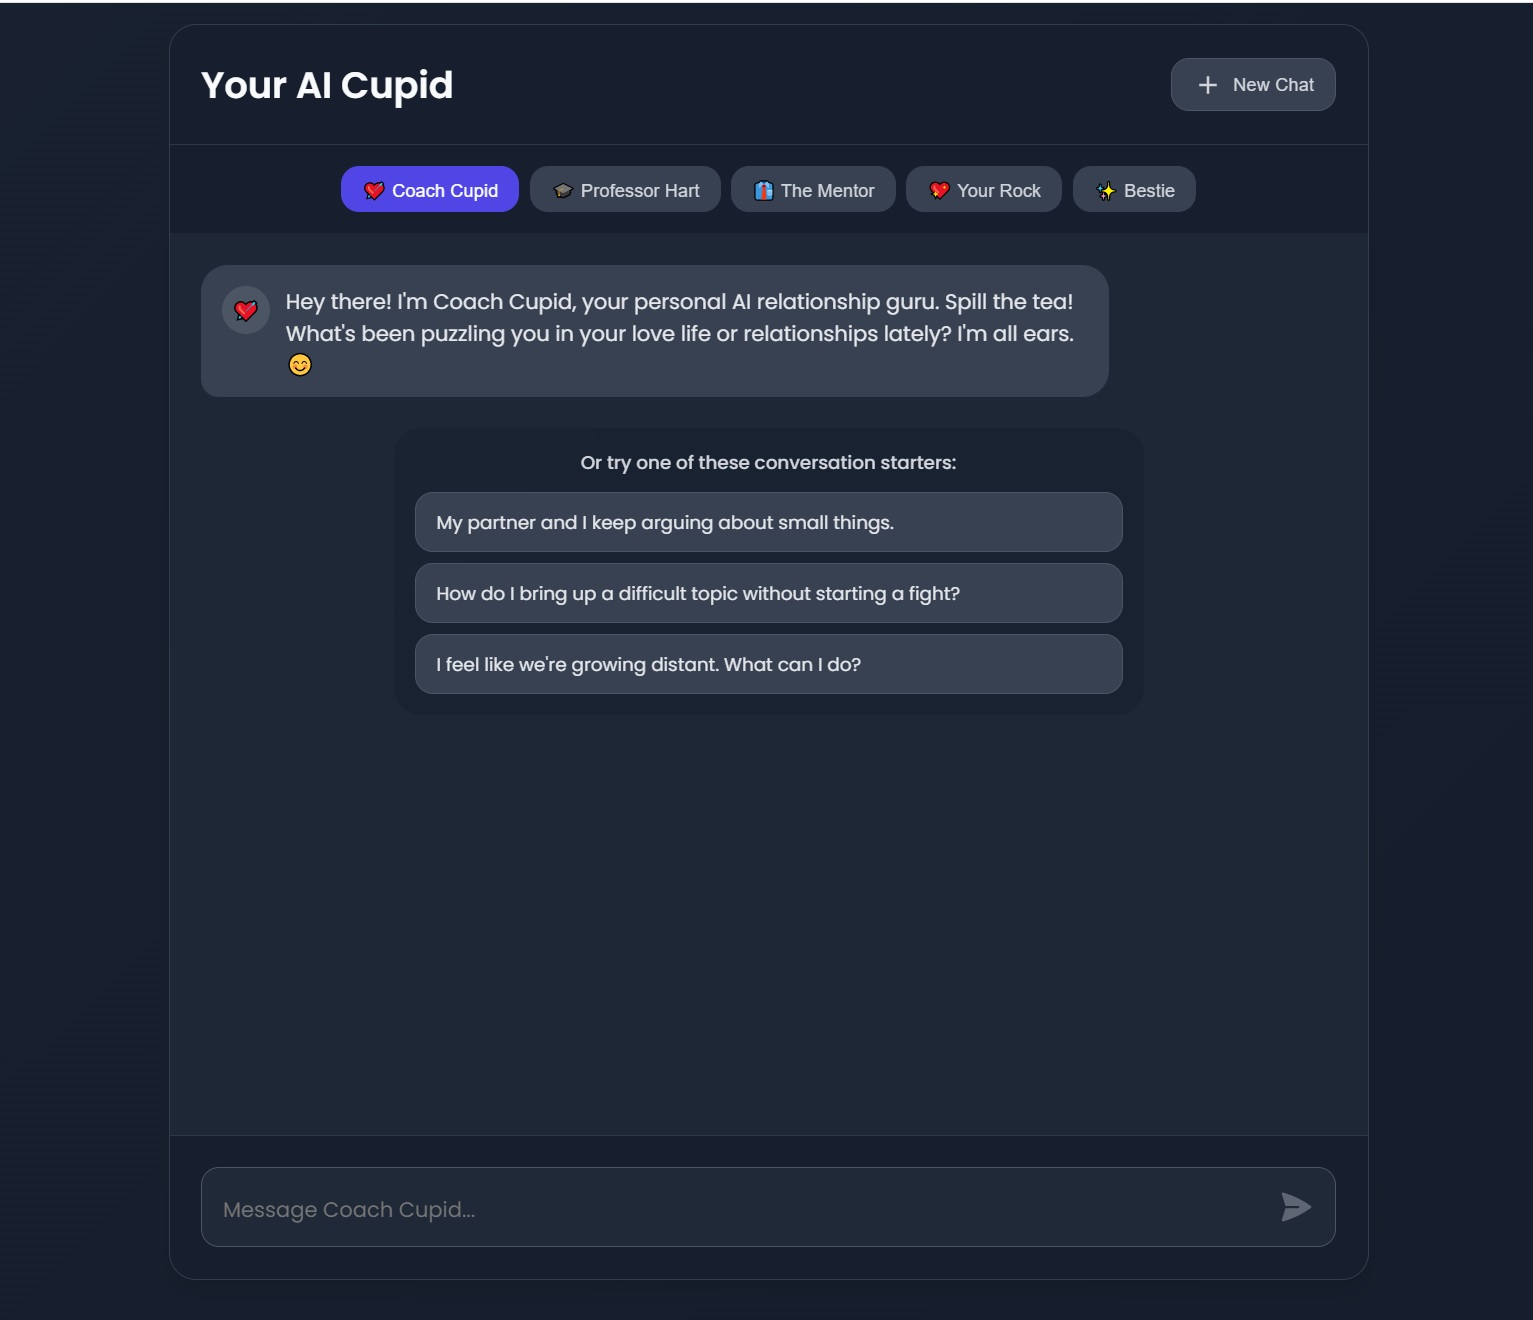 Your AI Cupid
New Chat
Coach Cupid
Professor Hart
The Mentor
Your Rock
Bestie
Hey there! I'm Coach Cupid, your personal AI relationship guru. Spill the tea!
What's been puzzling you in your love life or relationships lately? I'm all ears.
😊
Or try one of these conversation starters:
My partner and I keep arguing about small things.
How do I bring up a difficult topic without starting a fight?
I feel like we're growing distant. What can I do?
Message Coach Cupid...